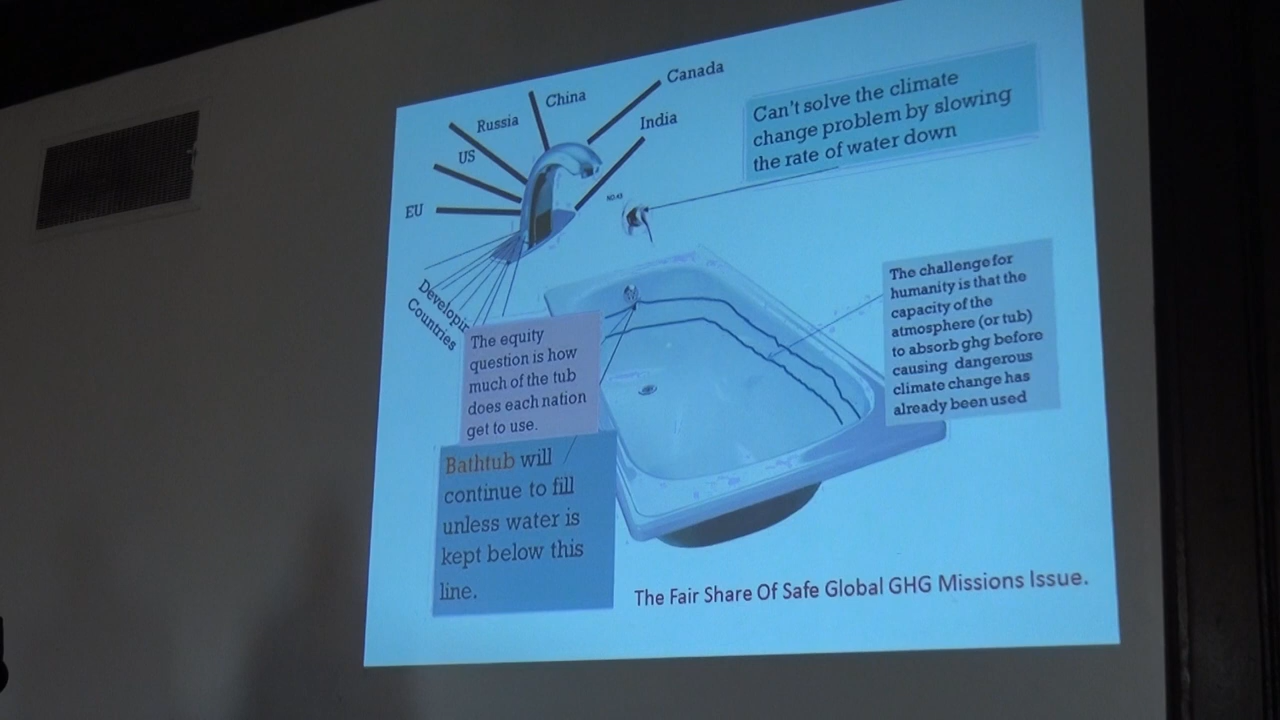 Canada
China
Russia
India
US
EU
Can't solve the climate
change problem by slowing
the rate of water down
NO.43
Developin
Countries
The challenge for
humanity is that the
capacity of the
atmosphere (or tub)
to absorb ghg before
causing dangerous
climate change has
already been used
The equity
question is how
much of the tub
does each nation
get to use.
Bathtub will
continue to fill
unless water is
kept below this
line.
The Fair Share Of Safe Global GHG Missions Issue.